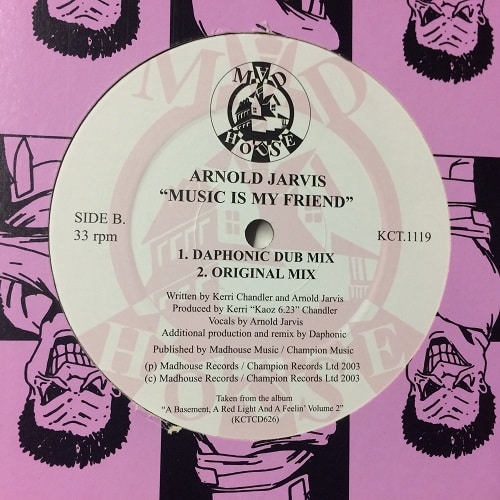 MAD
HOUSE
ARNOLD JARVIS
“MUSIC IS MY FRIEND”
SIDE B.
33 rpm
KCT.1119
1. DAPHONIC DUB MIX
2. ORIGINAL MIX
Written by Kerri Chandler and Arnold Jarvis
Produced by Kerri “Kaoz 6.23” Chandler
Vocals by Arnold Jarvis
Additional production and remix by Daphonic
Published by Madhouse Music / Champion Music
(p) Madhouse Records / Champion Records Ltd 2003
(c) Madhouse Records / Champion Records Ltd 2003
Taken from the album
“A Basement, A Red Light And A Feelin’ Volume 2”
(KCTCD626)
MAD
HOUSE